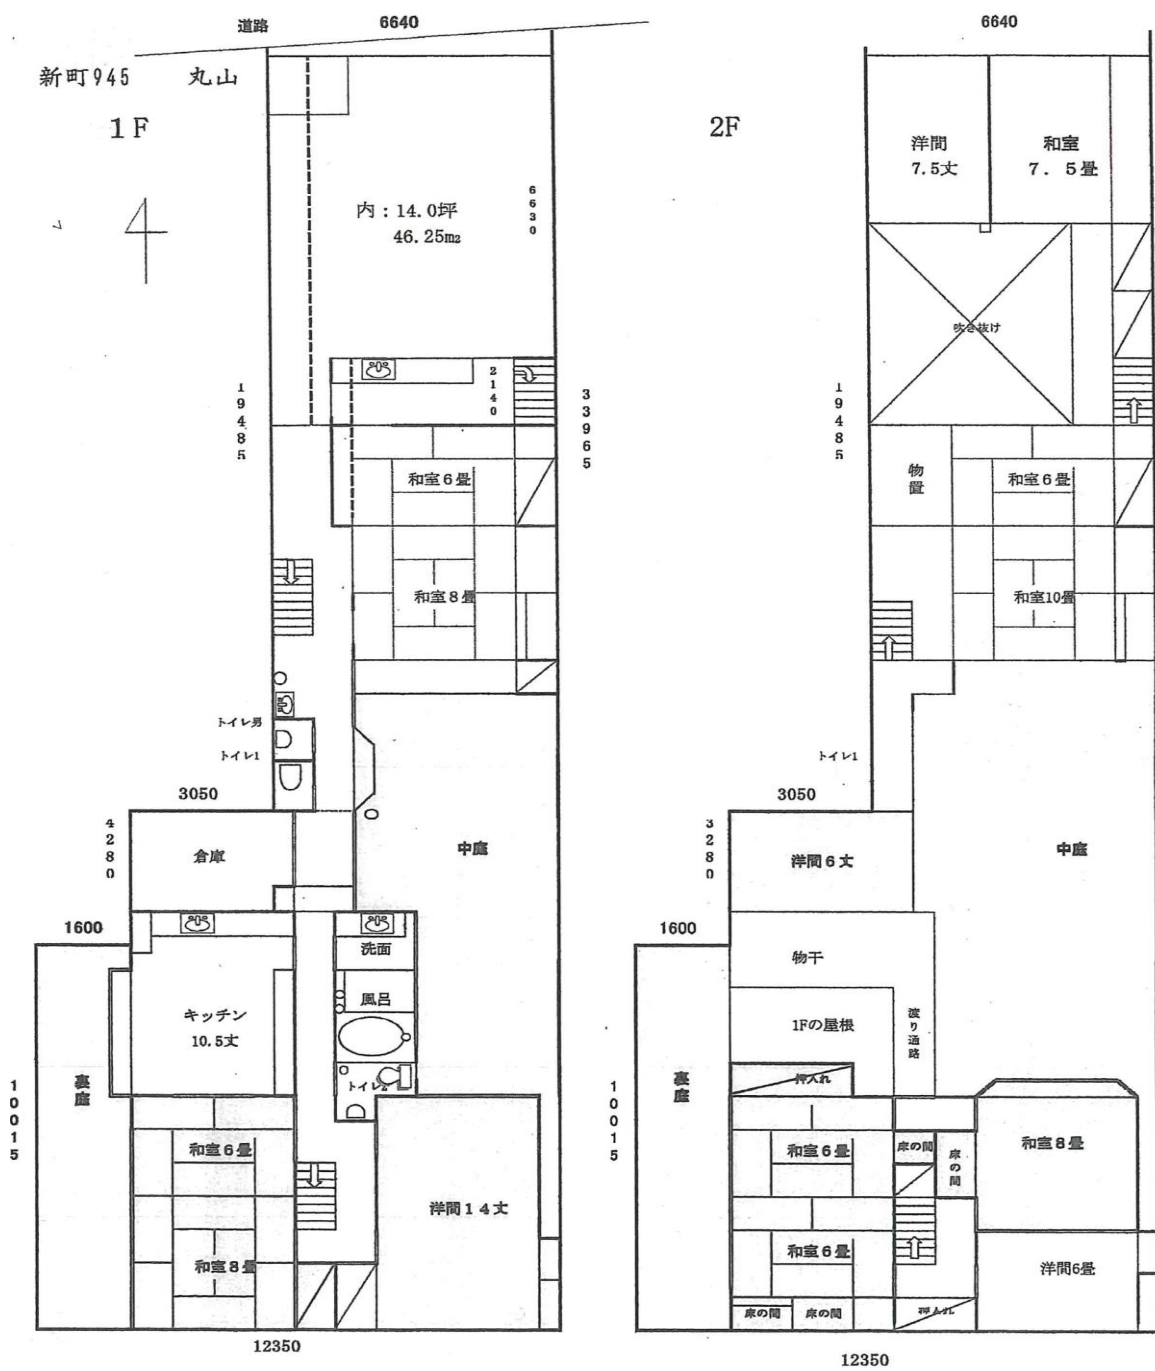 道路
6640
新町945 丸山
1F
内：14.0坪
46.25m2
6630
2140
19485
33965
和室6畳
和室8畳
トイレ男
トイレ1
3050
4280
倉庫
中庭
1600
洗面
キッチン
10.5丈
風呂
トイレ2
裏庭
10015
和室6畳
和室8畳
洋間14丈
12350
6640
2F
洋間
7.5丈
和室
7．5畳
吹き抜け
19485
物置
和室6畳
和室10畳
トイレ1
3050
3280
洋間6丈
中庭
1600
物干
1Fの屋根
渡り通路
裏庭
押入れ
10015
和室6畳
床の間
床の間
和室8畳
和室6畳
洋間6畳
床の間
床の間
押入れ
12350